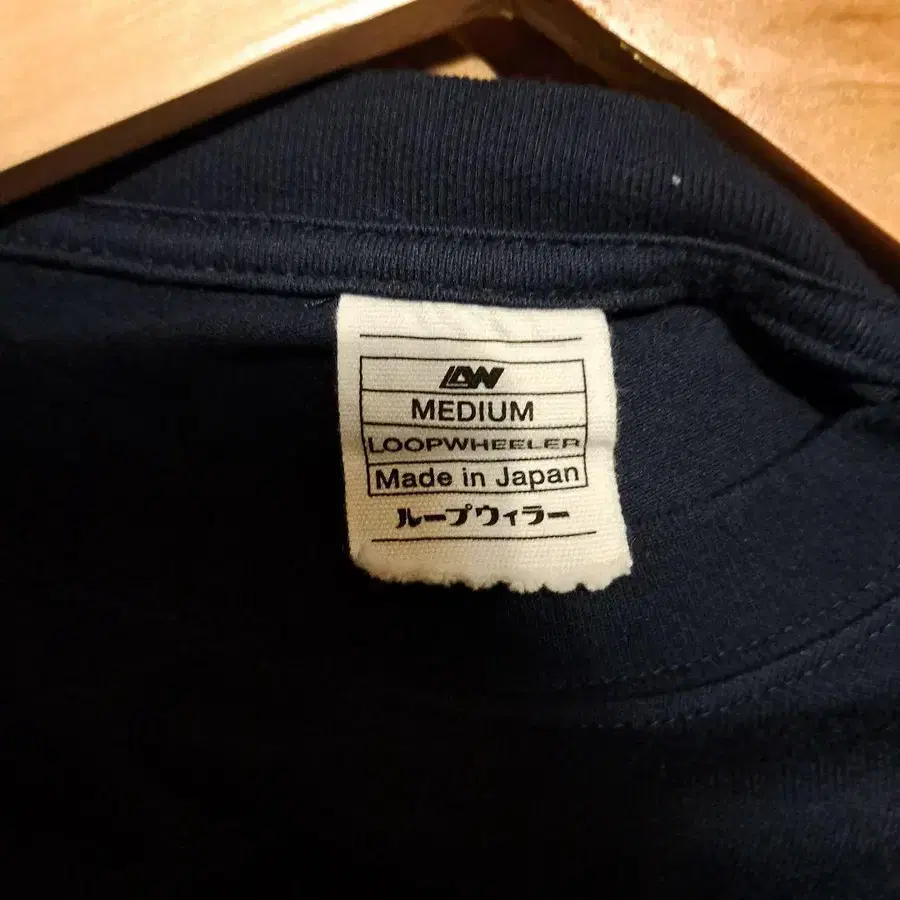 LW
MEDIUM
LOOPWHEELER
Made in Japan
ループウィラー